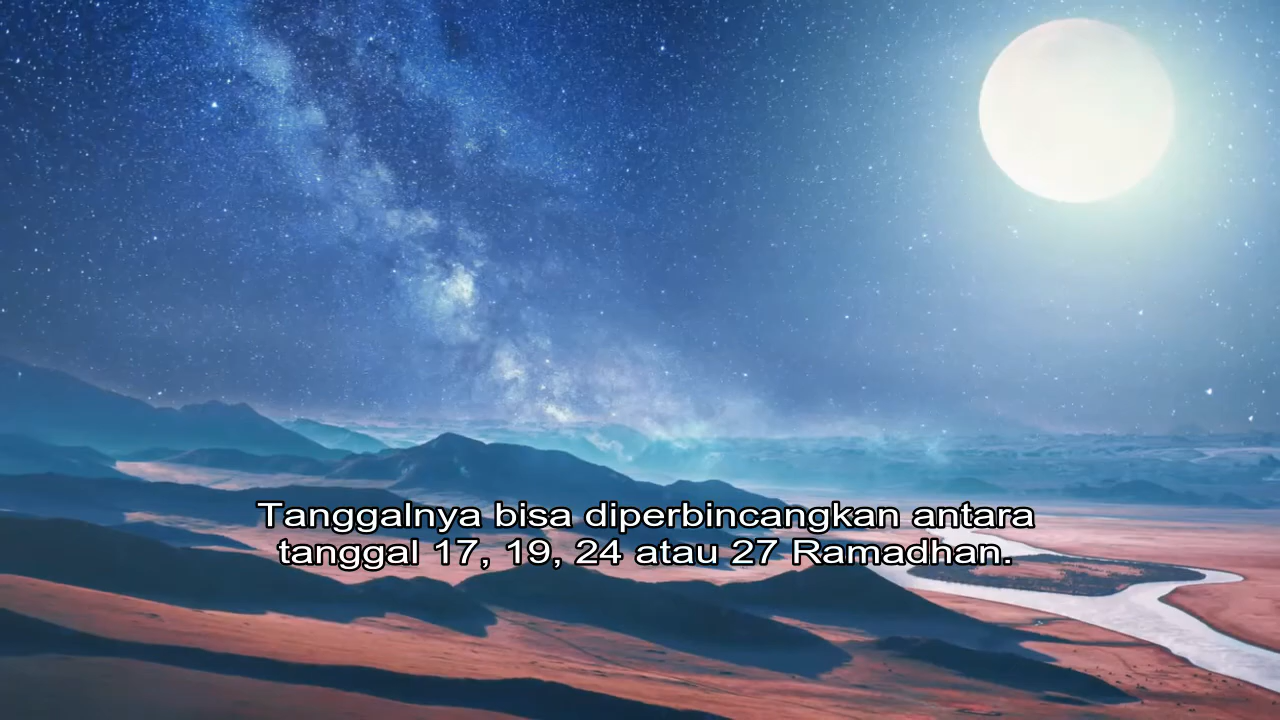 Tanggalnya bisa diperbincangkan antara
tanggal 17, 19, 24 atau 27 Ramadhan.